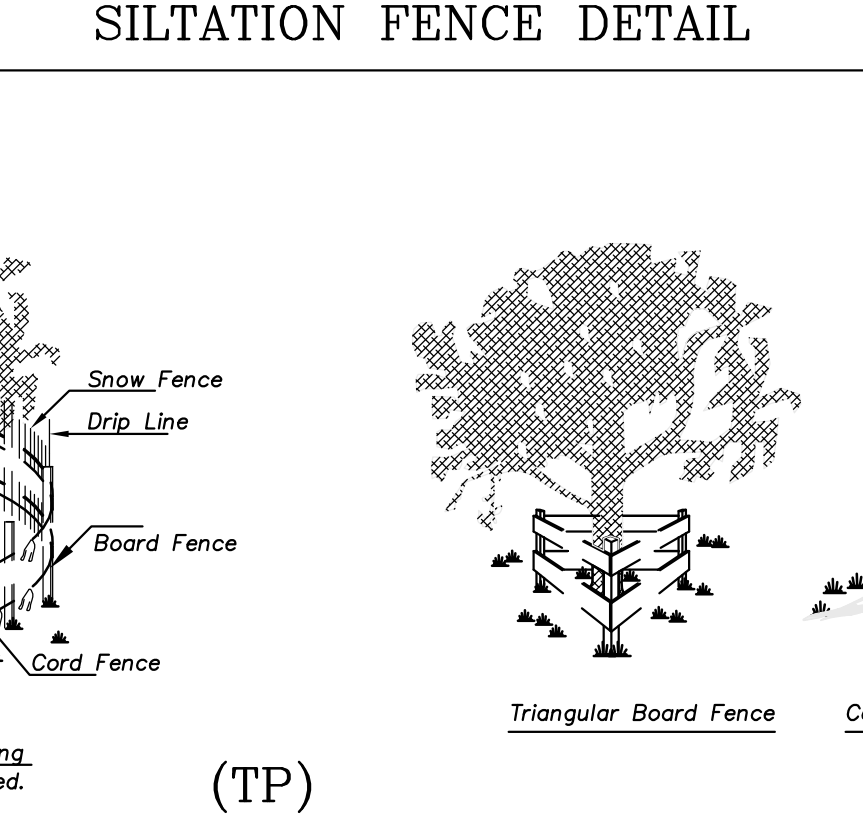 SILTATION FENCE DETAIL
Snow Fence
Drip Line
Board Fence
Cord Fence
Triangular Board Fence
(TP)